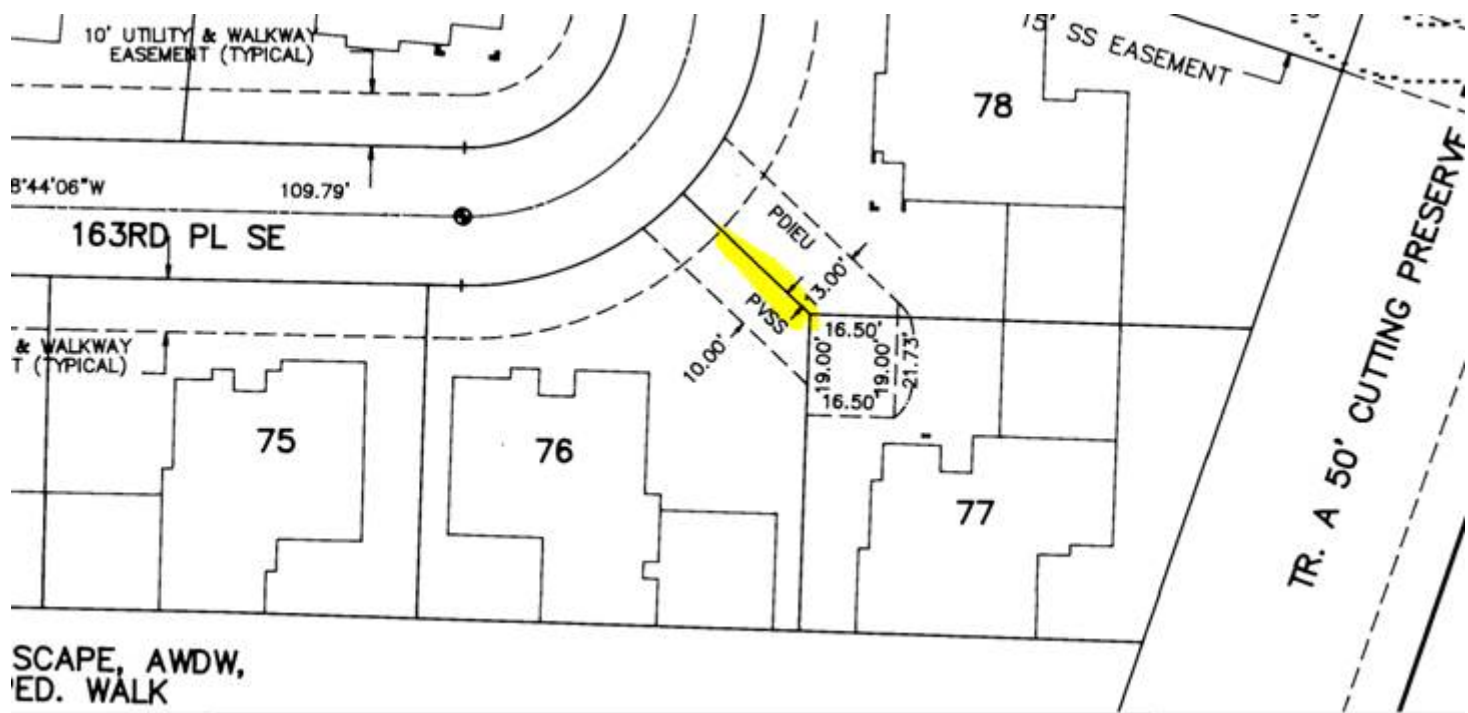 10' UTILITY & WALKWAY
EASEMENT (TYPICAL)
15' SS EASEMENT
78
8°44'06"W
109.79'
163RD PL SE
PDIEU
13.00'
PVSS
10.00'
16.50'
19.00'
19.00'
21.73'
16.50'
& WALKWAY
T (TYPICAL)
75
76
77
TR. A 50' CUTTING PRESERVE
SCAPE, AWDW,
PED. WALK